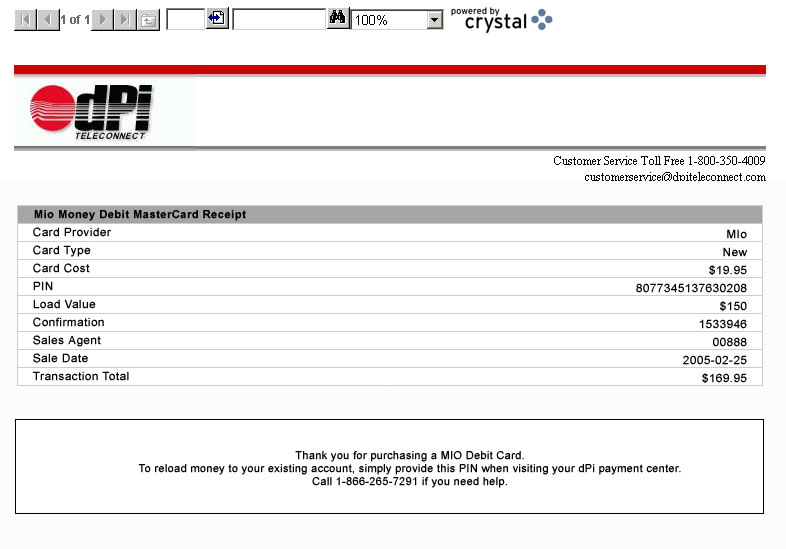 1 of 1
100%
powered by
crystal
dPi
TELECONNECT
Customer Service Toll Free 1-800-350-4009
customerservice@dpiteleconnect.com
Mio Money Debit MasterCard Receipt
Card Provider MIo
Card Type New
Card Cost $19.95
PIN 8077345137630208
Load Value $150
Confirmation 1533946
Sales Agent 00888
Sale Date 2005-02-25
Transaction Total $169.95
Thank you for purchasing a MIO Debit Card.
To reload money to your existing account, simply provide this PIN when visiting your dPi payment center.
Call 1-866-265-7291 if you need help.